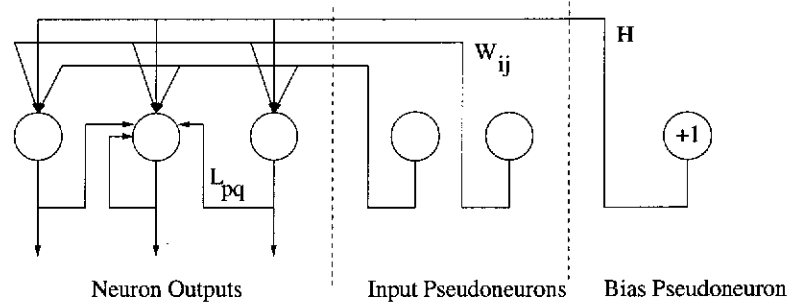 H
W ij
+1
L pq
Neuron Outputs
Input Pseudoneurons
Bias Pseudoneuron